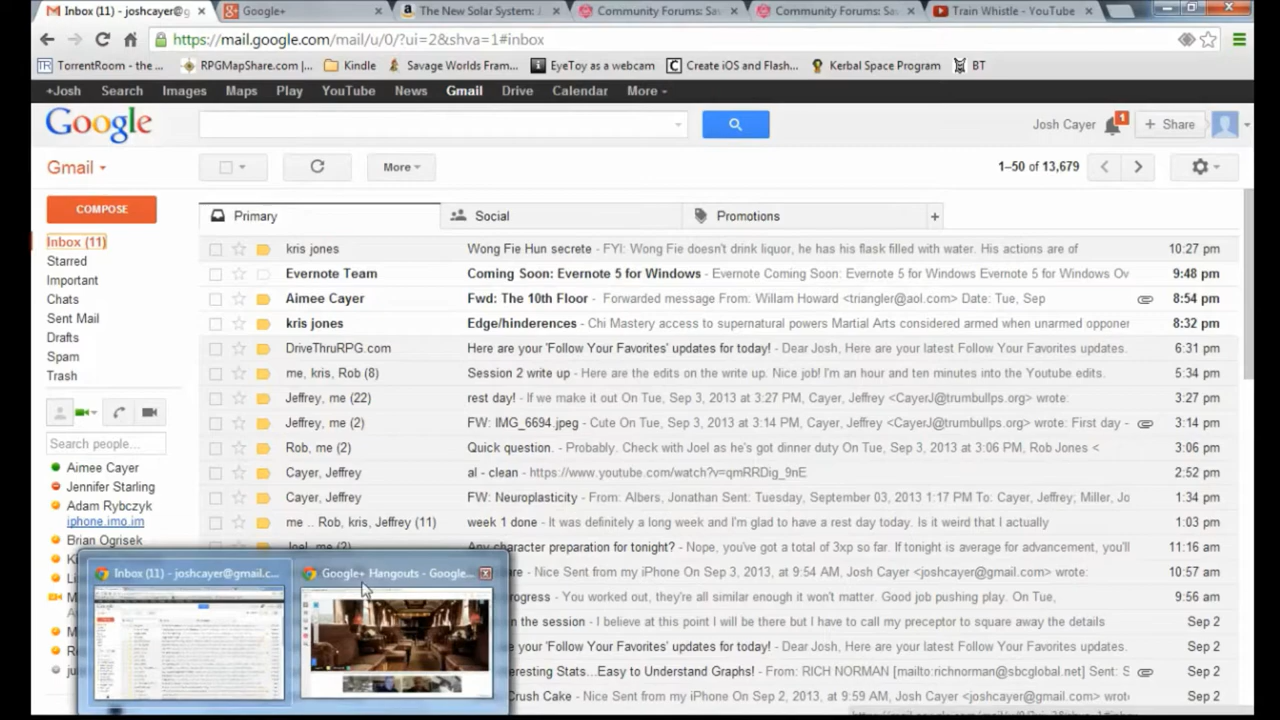 Inbox (11) - joshcayer@g
Google+
The New Solar System: J
Community Forums: Sa
Community Forums: Sa
Train Whistle - YouTube
https://mail.google.com/mail/u/0/?ui=2&shva=1#inbox
TorrentRoom - the ...
RPGMapShare.com |...
Kindle
Savage Worlds Fram...
EyeToy as a webcam
Create iOS and Flash...
Kerbal Space Program
BT
+Josh Search Images Maps Play YouTube News Gmail Drive Calendar More
Google
Josh Cayer
1
+ Share
Gmail
More
1–50 of 13,679
COMPOSE
Primary
Social
Promotions
+
Inbox (11)
Starred
Important
Chats
Sent Mail
Drafts
Spam
Trash
Search people...
Aimee Cayer
Jennifer Starling
Adam Rybczyk
iphone.imo.im
Brian Ogrisek
kris jones Wong Fie Hun secrete - FYI: Wong Fie doesn't drink liquor, he has his flask filled with water. His actions are of 10:27 pm
Evernote Team Coming Soon: Evernote 5 for Windows - Evernote Coming Soon: Evernote 5 for Windows Evernote 5 for Windows Ov 9:48 pm
Aimee Cayer Fwd: The 10th Floor - Forwarded message From: Willam Howard <triangler@aol.com> Date: Tue, Sep 8:54 pm
kris jones Edge/hinderences - Chi Mastery access to supernatural powers Martial Arts considered armed when unarmed opponer 8:32 pm
DriveThruRPG.com Here are your 'Follow Your Favorites' updates for today! - Dear Josh, Here are your latest Follow Your Favorites updates. 6:31 pm
me, kris, Rob (8) Session 2 write up - Here are the edits on the write up. Nice job! I'm an hour and ten minutes into the Youtube edits. 5:34 pm
Jeffrey, me (22) rest day! - If we make it out On Tue, Sep 3, 2013 at 3:27 PM, Cayer, Jeffrey <CayerJ@trumbullps.org> wrote: 3:27 pm
Jeffrey, me (2) FW: IMG_6694.jpeg - Cute On Tue, Sep 3, 2013 at 3:14 PM, Cayer, Jeffrey <CayerJ@trumbullps.org> wrote: First day - 3:14 pm
Rob, me (2) Quick question. - Probably. Check with Joel as he's got dinner duty On Tue, Sep 3, 2013 at 3:06 PM, Rob Jones < 3:06 pm
Cayer, Jeffrey al - clean - https://www.youtube.com/watch?v=qmRRDig_9nE 2:52 pm
Cayer, Jeffrey FW: Neuroplasticity - From: Albers, Jonathan Sent: Tuesday, September 03, 2013 1:17 PM To: Cayer, Jeffrey; Miller, Jo 1:34 pm
me .. Rob, kris, Jeffrey (11) week 1 done - It was definitely a long week and I'm glad to have a rest day today. Is it weird that I actually 1:03 pm
Joel, me (2) Any character preparation for tonight? - Nope, you've got a total of 3xp so far. If tonight is average for advancement, you'll 11:16 am
Nice Sent from my iPhone On Sep 3, 2013, at 9:54 AM, Josh Cayer <joshcayer@gmail.com> wrote: 10:57 am
- You worked out, they're all similar enough it won't matter. Good job pushing play. On Tue, 9:56 am
the session - Leads this point I will be there but I have all receptor to square away the details Sep 2
'Follow Your Favorites' updates for today! - Dear Josh, Here are your latest Follow Your Favorites updates. Sep 2
Easy to Understand Graphs! - richnorman@sbcglobal.net] Sent: Sep 2
Crush Cake - Nice Sent from my iPhone On Sep 2, 2013, AM, Josh Cayer <joshcayer@gmail.com> wrote: Sep 2
Inbox (11) - joshcayer@gmail.c...
Google+ Hangouts - Google...